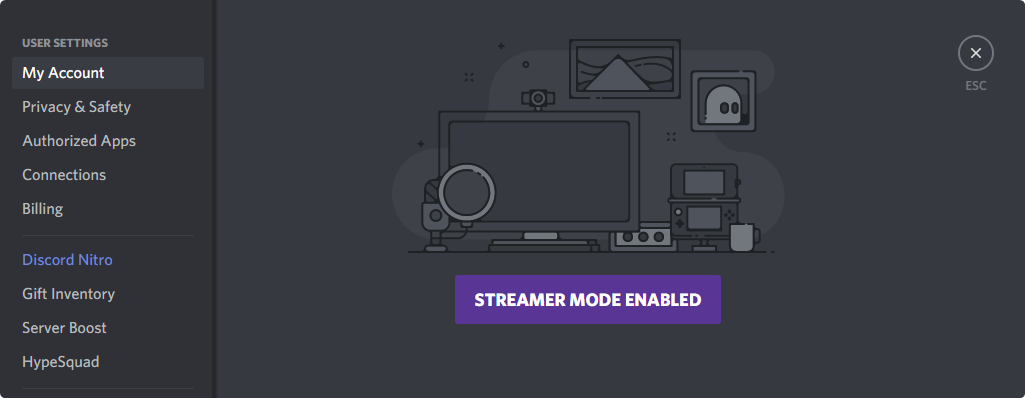 USER SETTINGS
My Account
Privacy & Safety
Authorized Apps
Connections
Billing
Discord Nitro
Gift Inventory
Server Boost
HypeSquad
ESC
STREAMER MODE ENABLED